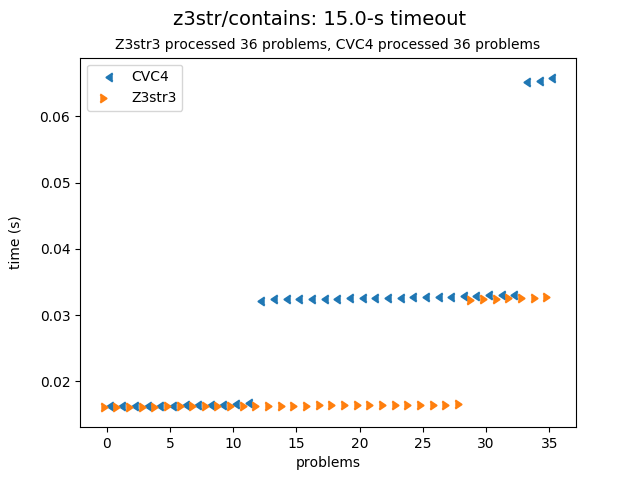 z3str/contains: 15.0-s timeout
Z3str3 processed 36 problems, CVC4 processed 36 problems
CVC4
Z3str3
0.06
0.05
0.04
0.03
0.02
time (s)
0 5 10 15 20 25 30 35
problems